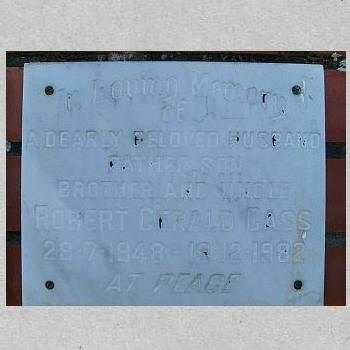 In Loving Memory
OF
A DEARLY BELOVED HUSBAND
FATHER, SON
BROTHER AND UNCLE
ROBERT GERALD CASS
28-7-1948 - 19-12-1982
AT PEACE